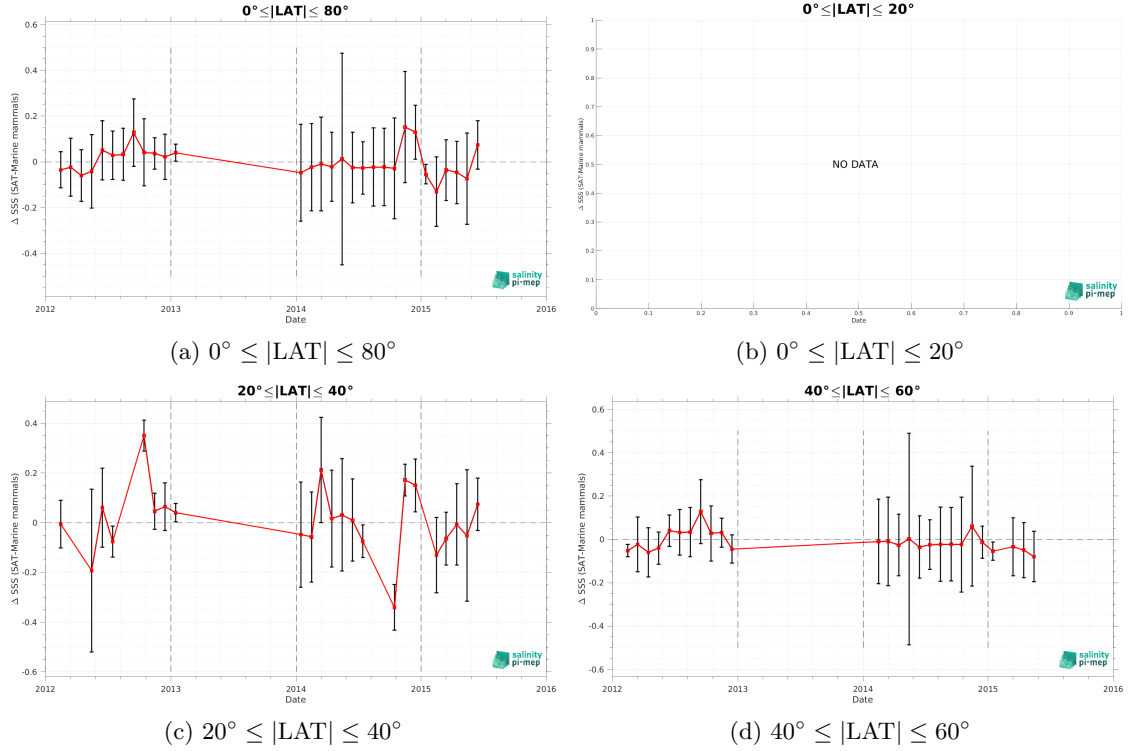 0°≤|LAT|≤ 80°
0.6
0.4
0.2
0
-0.2
-0.4
Δ SSS (SAT-Marine mammals)
salinity
pi-mep
2012 2013 2014 2015 2016
Date
(a) 0° ≤ |LAT| ≤ 80°
0°≤|LAT|≤ 20°
1
0.9
0.8
0.7
0.6
0.5
0.4
0.3
0.2
0.1
0
Δ SSS (SAT-Marine mammals)
NO DATA
salinity
pi-mep
0 0.1 0.2 0.3 0.4 0.5 0.6 0.7 0.8 0.9 1
Date
(b) 0° ≤ |LAT| ≤ 20°
20°≤|LAT|≤ 40°
0.4
0.2
0
-0.2
-0.4
-0.6
Δ SSS (SAT-Marine mammals)
salinity
pi-mep
2012 2013 2014 2015 2016
Date
(c) 20° ≤ |LAT| ≤ 40°
40°≤|LAT|≤ 60°
0.6
0.4
0.2
0
-0.2
-0.4
-0.6
Δ SSS (SAT-Marine mammals)
salinity
pi-mep
2012 2013 2014 2015 2016
Date
(d) 40° ≤ |LAT| ≤ 60°